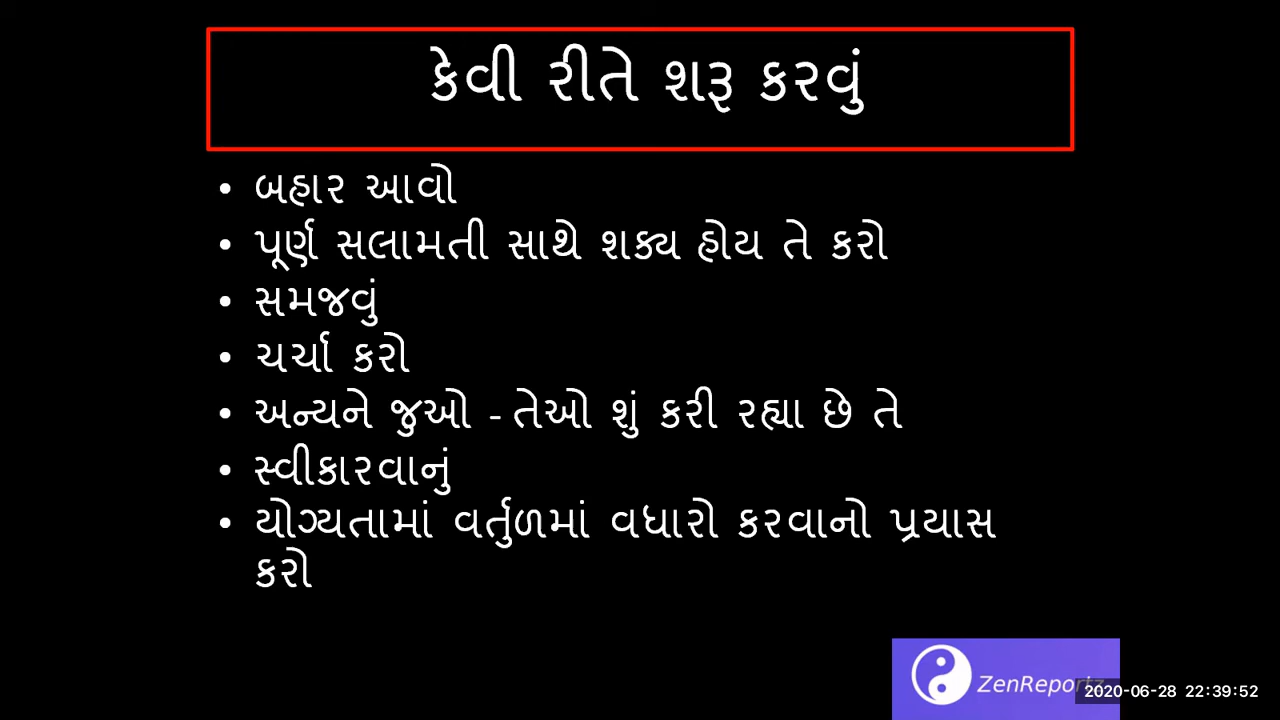 કેવી રીતે શરૂ કરવું
• બહાર આવો
• પૂર્ણ સલામતી સાથે શક્ય હોય તે કરો
• સમજવું
• ચર્ચા કરો
• અન્યને જુઓ - તેઓ શું કરી રહ્યા છે તે
• સ્વીકારવાનું
• યોગ્યતામાં વર્તુળમાં વધારો કરવાનો પ્રયાસ
કરો
ZenReportz
2020-06-28 22:39:52